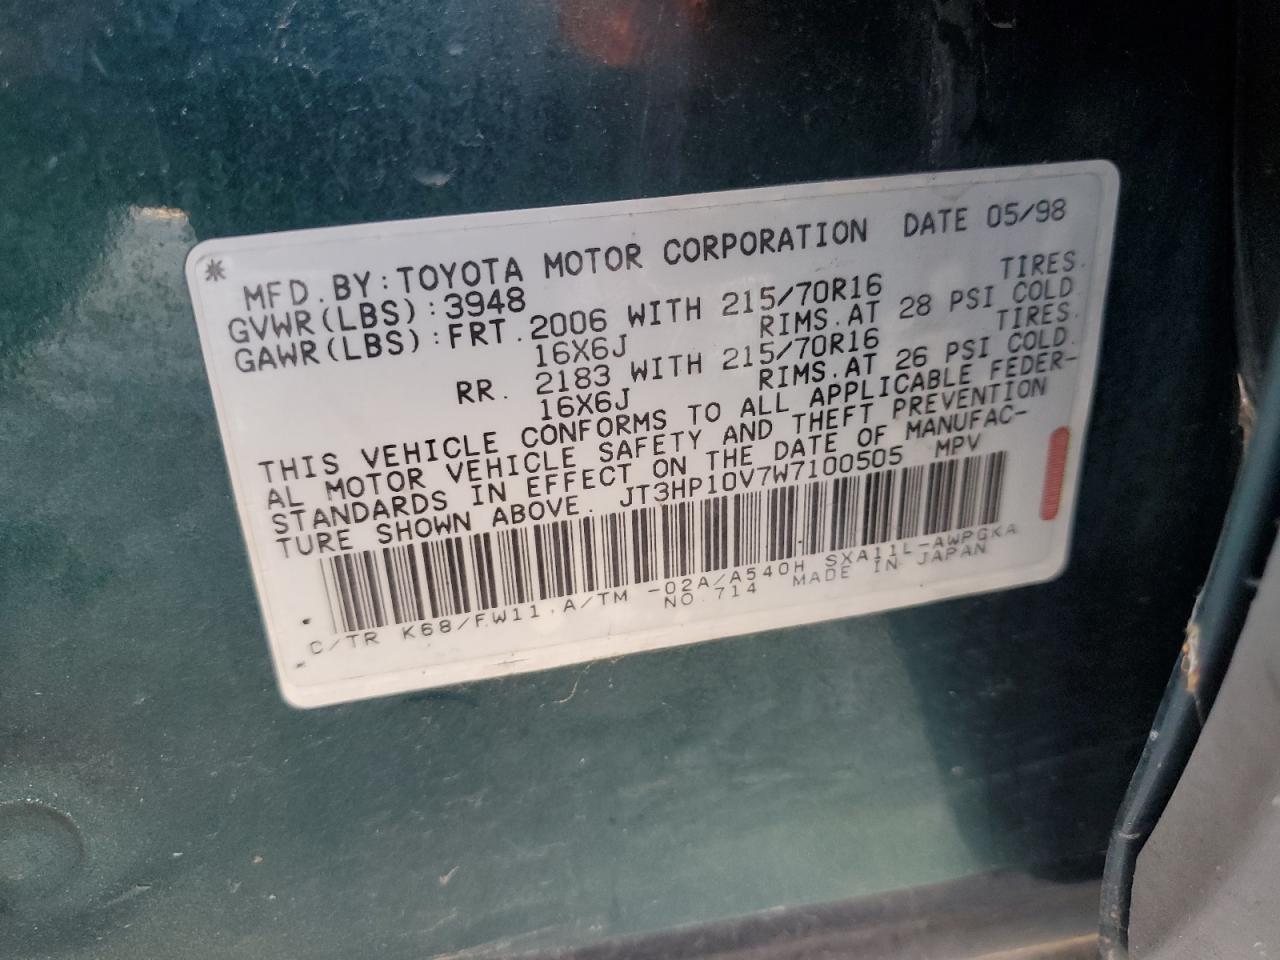 MFD. BY: TOYOTA MOTOR CORPORATION DATE 05/98
GVWR(LBS): 3948
GAWR(LBS): FRT. 2006 WITH 215/70R16 TIRES.
16X6J RIMS. AT 28 PSI COLD
RR. 2183 WITH 215/70R16 TIRES.
16X6J RIMS. AT 26 PSI COLD.
THIS VEHICLE CONFORMS TO ALL APPLICABLE FEDER-
AL MOTOR VEHICLE SAFETY AND THEFT PREVENTION
STANDARDS IN EFFECT ON THE DATE OF MANUFAC-
TURE SHOWN ABOVE. JT3HP10V7W7100505 MPV
C/TR K68/FW11, A/TM -02A/A540H SXA11L-AWPGKA
NO. 714 MADE IN JAPAN